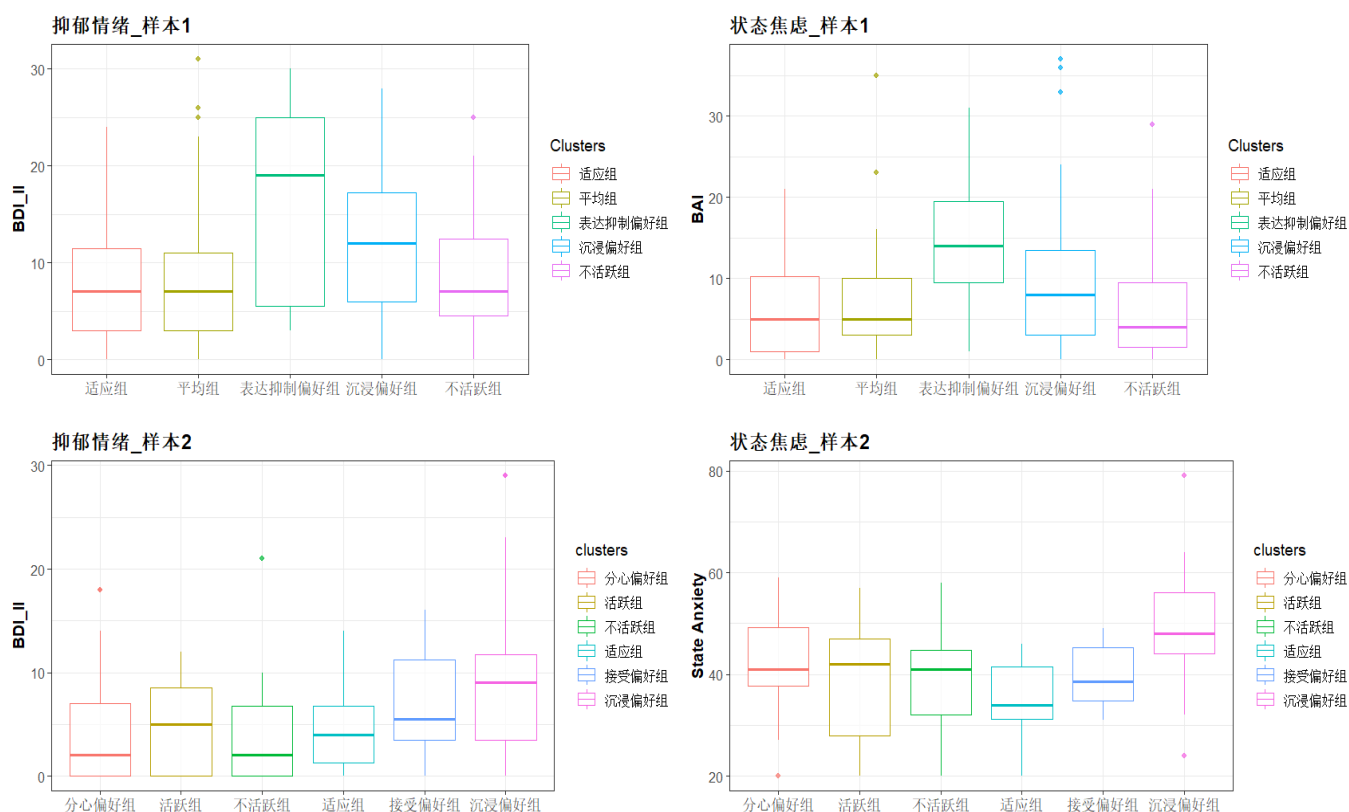 抑郁情绪_样本1
BDI_II
30
20
10
0
适应组 平均组 表达抑制偏好组 沉浸偏好组 不活跃组
Clusters
适应组
平均组
表达抑制偏好组
沉浸偏好组
不活跃组
状态焦虑_样本1
BAI
30
20
10
0
适应组 平均组 表达抑制偏好组 沉浸偏好组 不活跃组
Clusters
适应组
平均组
表达抑制偏好组
沉浸偏好组
不活跃组
抑郁情绪_样本2
BDI_II
30
20
10
0
分心偏好组 活跃组 不活跃组 适应组 接受偏好组 沉浸偏好组
clusters
分心偏好组
活跃组
不活跃组
适应组
接受偏好组
沉浸偏好组
状态焦虑_样本2
State Anxiety
80
60
40
20
分心偏好组 活跃组 不活跃组 适应组 接受偏好组 沉浸偏好组
clusters
分心偏好组
活跃组
不活跃组
适应组
接受偏好组
沉浸偏好组